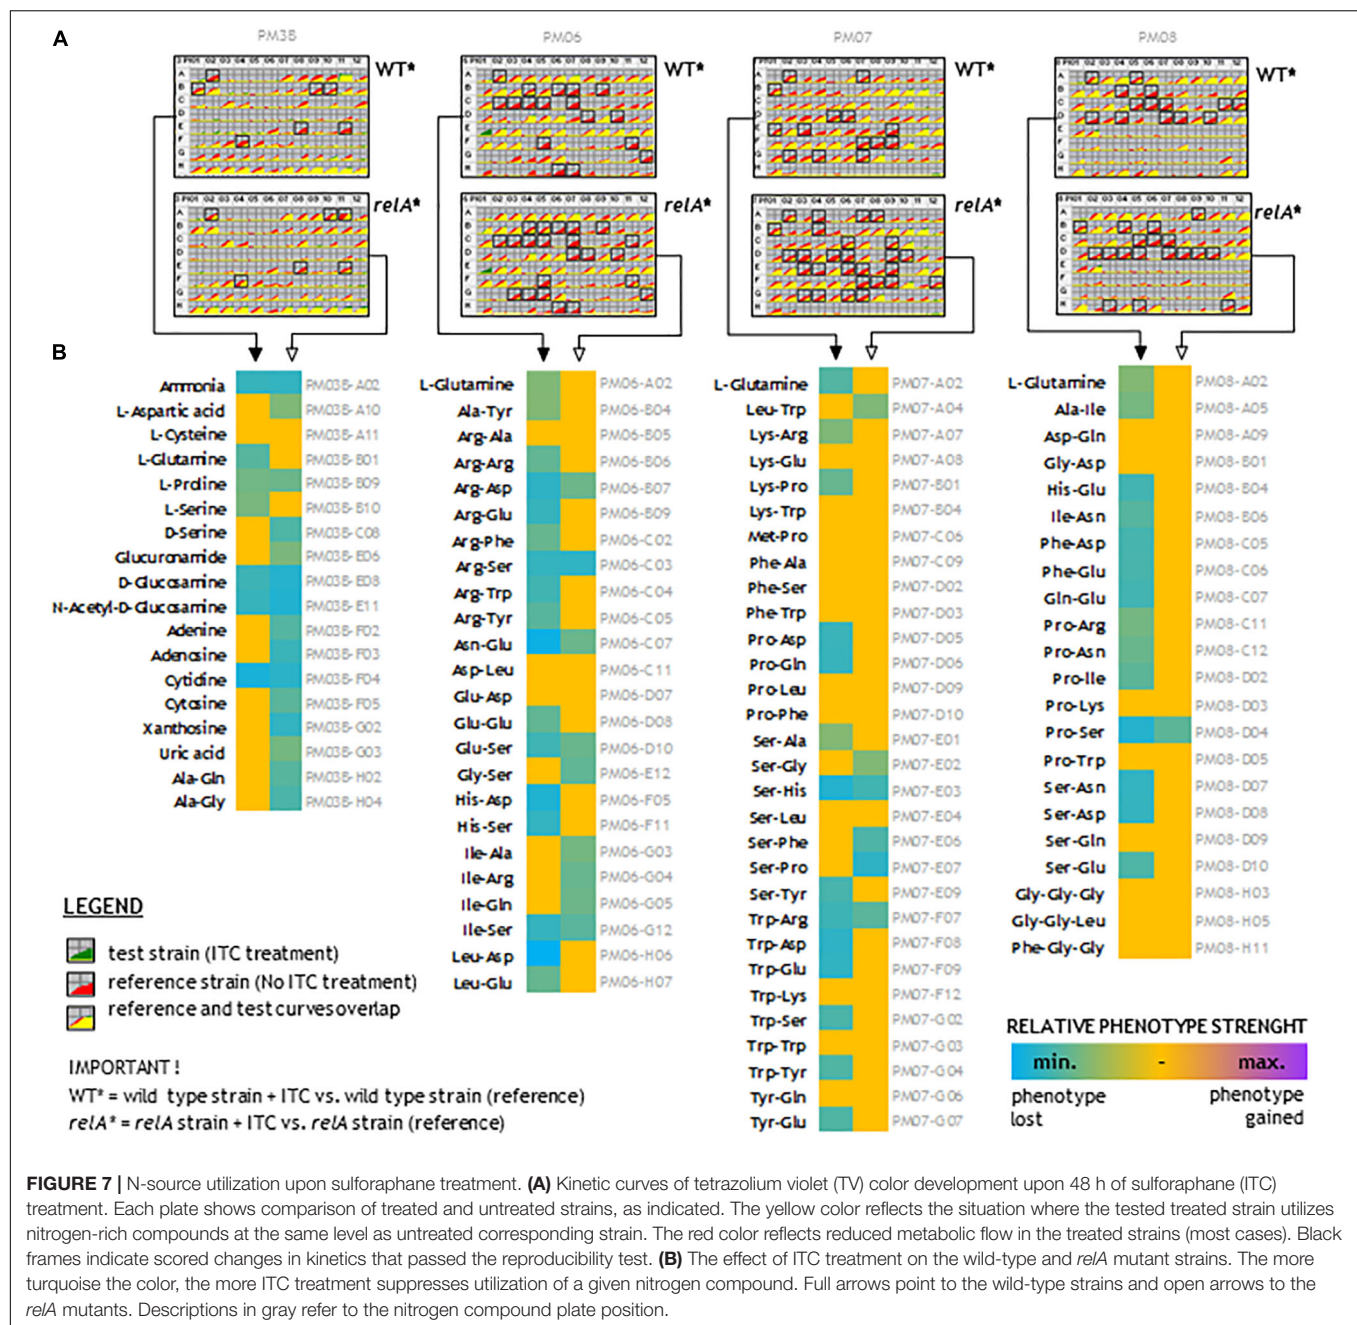 A
PM3B
PM06
PM07
PM08
WT*
WT*
WT*
WT*
relA*
relA*
relA*
relA*
B
Ammonia PM03B-A02
L-Aspartic acid PM03B-A10
L-Cysteine PM03B-A11
L-Glutamine PM03B-B01
L-Proline PM03B-B09
L-Serine PM03B-B10
D-Serine PM03B-C08
Glucuronamide PM03B-E06
D-Glucosamine PM03B-E08
N-Acetyl-D-Glucosamine PM03B-E11
Adenine PM03B-F02
Adenosine PM03B-F03
Cytidine PM03B-F04
Cytosine PM03B-F05
Xanthosine PM03B-G02
Uric acid PM03B-G03
Ala-Gln PM03B-H02
Ala-Gly PM03B-H04
L-Glutamine PM06-A02
Ala-Tyr PM06-B04
Arg-Ala PM06-B05
Arg-Arg PM06-B06
Arg-Asp PM06-B07
Arg-Glu PM06-B09
Arg-Phe PM06-C02
Arg-Ser PM06-C03
Arg-Trp PM06-C04
Arg-Tyr PM06-C05
Asn-Glu PM06-C07
Asp-Leu PM06-C11
Glu-Asp PM06-D07
Glu-Glu PM06-D08
Glu-Ser PM06-D10
Gly-Ser PM06-E12
His-Asp PM06-F05
His-Ser PM06-F11
Ile-Ala PM06-G03
Ile-Arg PM06-G04
Ile-Gln PM06-G05
Ile-Ser PM06-G12
Leu-Asp PM06-H06
Leu-Glu PM06-H07
L-Glutamine PM07-A02
Leu-Trp PM07-A04
Lys-Arg PM07-A07
Lys-Glu PM07-A08
Lys-Pro PM07-B01
Lys-Trp PM07-B04
Met-Pro PM07-C06
Phe-Ala PM07-C09
Phe-Ser PM07-D02
Phe-Trp PM07-D03
Pro-Asp PM07-D05
Pro-Gln PM07-D06
Pro-Leu PM07-D09
Pro-Phe PM07-D10
Ser-Ala PM07-E01
Ser-Gly PM07-E02
Ser-His PM07-E03
Ser-Leu PM07-E04
Ser-Phe PM07-E06
Ser-Pro PM07-E07
Ser-Tyr PM07-E09
Trp-Arg PM07-F07
Trp-Asp PM07-F08
Trp-Glu PM07-F09
Trp-Lys PM07-F12
Trp-Ser PM07-G02
Trp-Trp PM07-G03
Trp-Tyr PM07-G04
Tyr-Gln PM07-G06
Tyr-Glu PM07-G07
L-Glutamine PM08-A02
Ala-Ile PM08-A05
Asp-Gln PM08-A09
Gly-Asp PM08-B01
His-Glu PM08-B04
Ile-Asn PM08-B06
Phe-Asp PM08-C05
Phe-Glu PM08-C06
Gln-Glu PM08-C07
Pro-Arg PM08-C11
Pro-Asn PM08-C12
Pro-Ile PM08-D02
Pro-Lys PM08-D03
Pro-Ser PM08-D04
Pro-Trp PM08-D05
Ser-Asn PM08-D07
Ser-Asp PM08-D08
Ser-Gln PM08-D09
Ser-Glu PM08-D10
Gly-Gly-Gly PM08-H03
Gly-Gly-Leu PM08-H05
Phe-Gly-Gly PM08-H11
LEGEND
test strain (ITC treatment)
reference strain (No ITC treatment)
reference and test curves overlap
IMPORTANT !
WT* = wild type strain + ITC vs. wild type strain (reference)
relA* = relA strain + ITC vs. relA strain (reference)
RELATIVE PHENOTYPE STRENGHT
min. - max.
phenotype lost
phenotype gained
FIGURE 7 | N-source utilization upon sulforaphane treatment. (A) Kinetic curves of tetrazolium violet (TV) color development upon 48 h of sulforaphane (ITC)
treatment. Each plate shows comparison of treated and untreated strains, as indicated. The yellow color reflects the situation where the tested treated strain utilizes
nitrogen-rich compounds at the same level as untreated corresponding strain. The red color reflects reduced metabolic flow in the treated strains (most cases). Black
frames indicate scored changes in kinetics that passed the reproducibility test. (B) The effect of ITC treatment on the wild-type and relA mutant strains. The more
turquoise the color, the more ITC treatment suppresses utilization of a given nitrogen compound. Full arrows point to the wild-type strains and open arrows to the
relA mutants. Descriptions in gray refer to the nitrogen compound plate position.